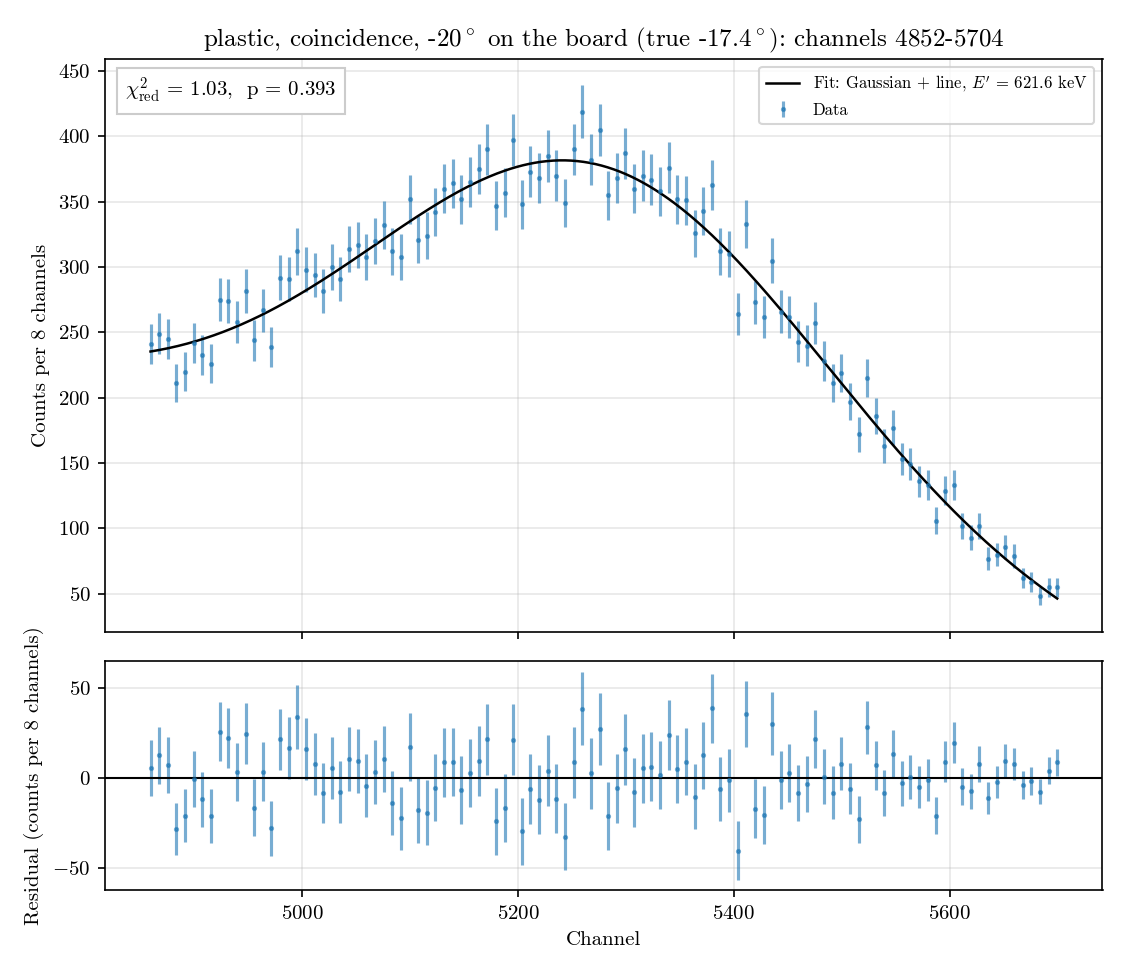 plastic, coincidence, -20° on the board (true -17.4°): channels 4852-5704
χ²red = 1.03, p = 0.393
Fit: Gaussian + line, E′ = 621.6 keV
Data
Counts per 8 channels
450
400
350
300
250
200
150
100
50
Residual (counts per 8 channels)
50
0
−50
5000 5200 5400 5600
Channel